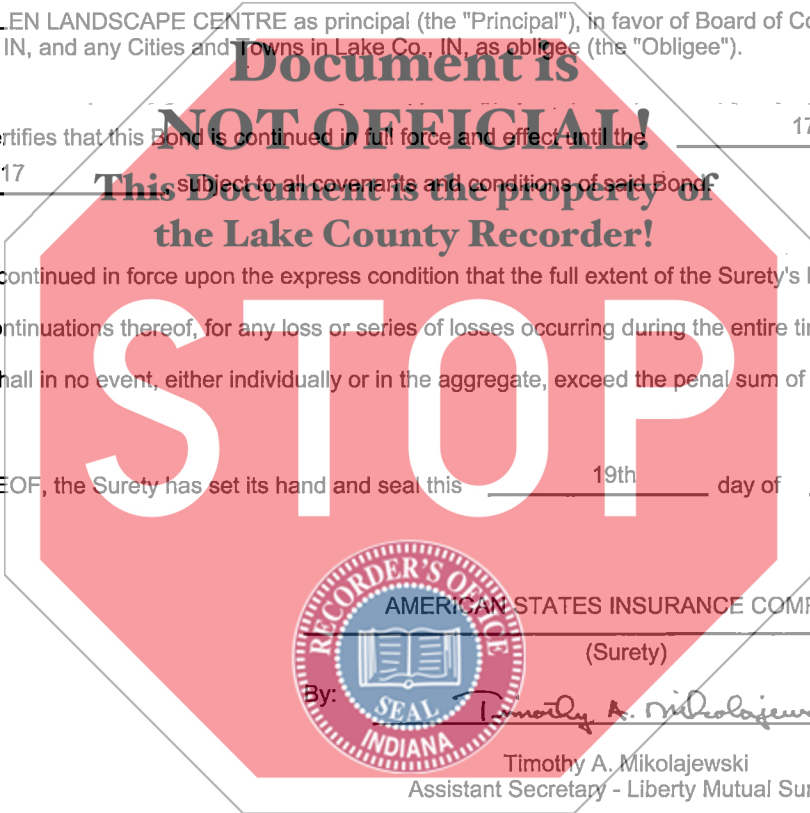 LEN LANDSCAPE CENTRE as principal (the "Principal"), in favor of Board of Co
IN, and any Cities and Towns in Lake Co., IN, as obligee (the "Obligee").
Document is
NOT OFFICIAL!
rtifies that this Bond is continued in full force and effect until the 17
17 , subject to all covenants and conditions of said Bond.
This Document is the property of
the Lake County Recorder!
continued in force upon the express condition that the full extent of the Surety's
ntinuations thereof, for any loss or series of losses occurring during the entire ti
hall in no event, either individually or in the aggregate, exceed the penal sum of
STOP
EOF, the Surety has set its hand and seal this 19th day of
RECORDER'S OFFICE
SEAL
INDIANA
AMERICAN STATES INSURANCE COMP
(Surety)
By: Timothy A. Mikolajews
Timothy A. Mikolajewski
Assistant Secretary - Liberty Mutual Sur